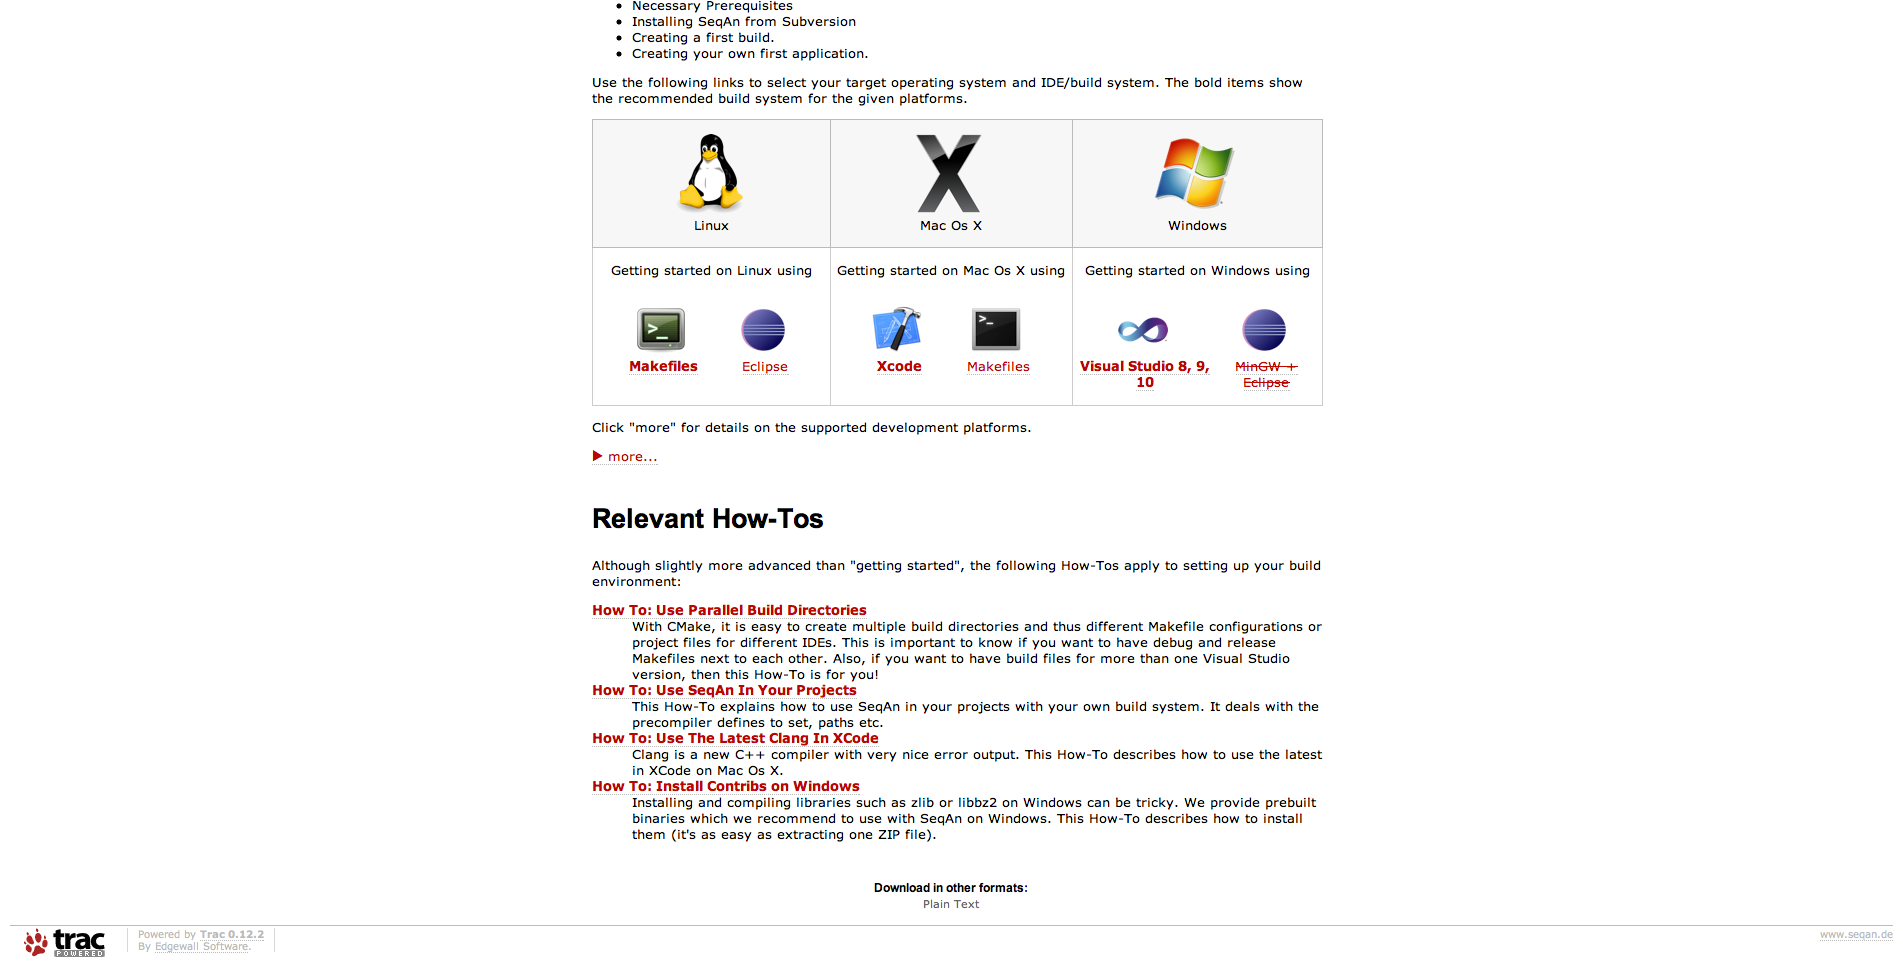 Necessary Prerequisites
Installing SeqAn from Subversion
Creating a first build.
Creating your own first application.
Use the following links to select your target operating system and IDE/build system. The bold items show
the recommended build system for the given platforms.
Linux
Mac Os X
Windows
Getting started on Linux using
Getting started on Mac Os X using
Getting started on Windows using
Makefiles
Eclipse
Xcode
Makefiles
Visual Studio 8, 9,
10
MinGW +
Eclipse
Click "more" for details on the supported development platforms.
more...
Relevant How-Tos
Although slightly more advanced than "getting started", the following How-Tos apply to setting up your build
environment:
How To: Use Parallel Build Directories
With CMake, it is easy to create multiple build directories and thus different Makefile configurations or
project files for different IDEs. This is important to know if you want to have debug and release
Makefiles next to each other. Also, if you want to have build files for more than one Visual Studio
version, then this How-To is for you!
How To: Use SeqAn In Your Projects
This How-To explains how to use SeqAn in your projects with your own build system. It deals with the
precompiler defines to set, paths etc.
How To: Use The Latest Clang In XCode
Clang is a new C++ compiler with very nice error output. This How-To describes how to use the latest
in XCode on Mac Os X.
How To: Install Contribs on Windows
Installing and compiling libraries such as zlib or libbz2 on Windows can be tricky. We provide prebuilt
binaries which we recommend to use with SeqAn on Windows. This How-To describes how to install
them (it's as easy as extracting one ZIP file).
Download in other formats:
Plain Text
trac
POWERED
Powered by Trac 0.12.2
By Edgewall Software.
www.seqan.de